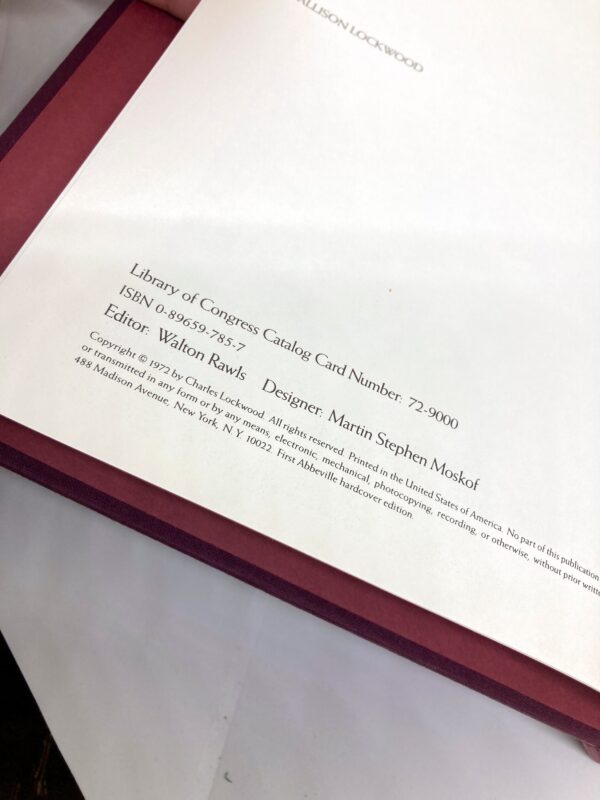 ALLISON LOCKWOOD
Library of Congress Catalog Card Number: 72-9000
ISBN 0-89659-785-7
Editor: Walton Rawls Designer: Martin Stephen Moskof
Copyright © 1972 by Charles Lockwood. All rights reserved. Printed in the United States of America. No part of this publication
or transmitted in any form or by any means, electronic, mechanical, photocopying, recording, or otherwise, without prior
488 Madison Avenue, New York, N.Y. 10022. First Abbeville hardcover edition.